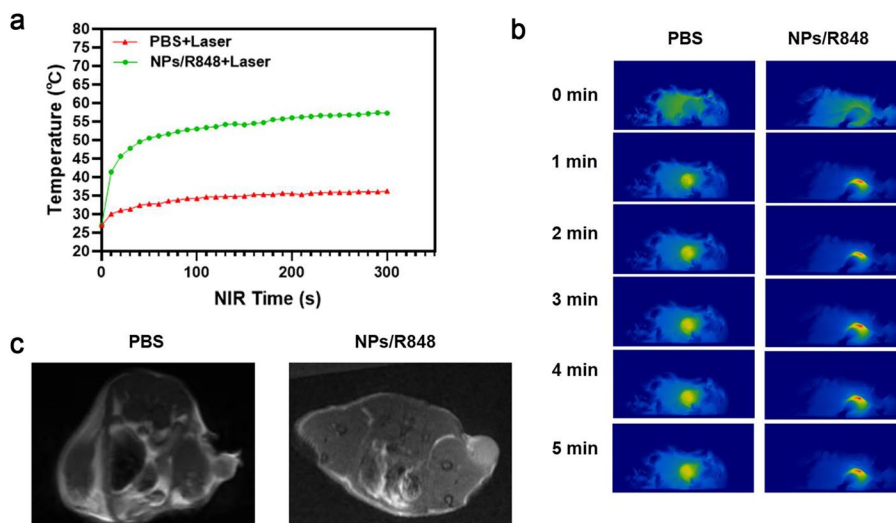 a
80
75
70
65
60
55
50
45
40
35
30
25
20
Temperature (℃)
PBS+Laser
NPs/R848+Laser
0
100
200
300
NIR Time (s)
b
PBS
NPs/R848
0 min
1 min
2 min
3 min
4 min
5 min
c
PBS
NPs/R848